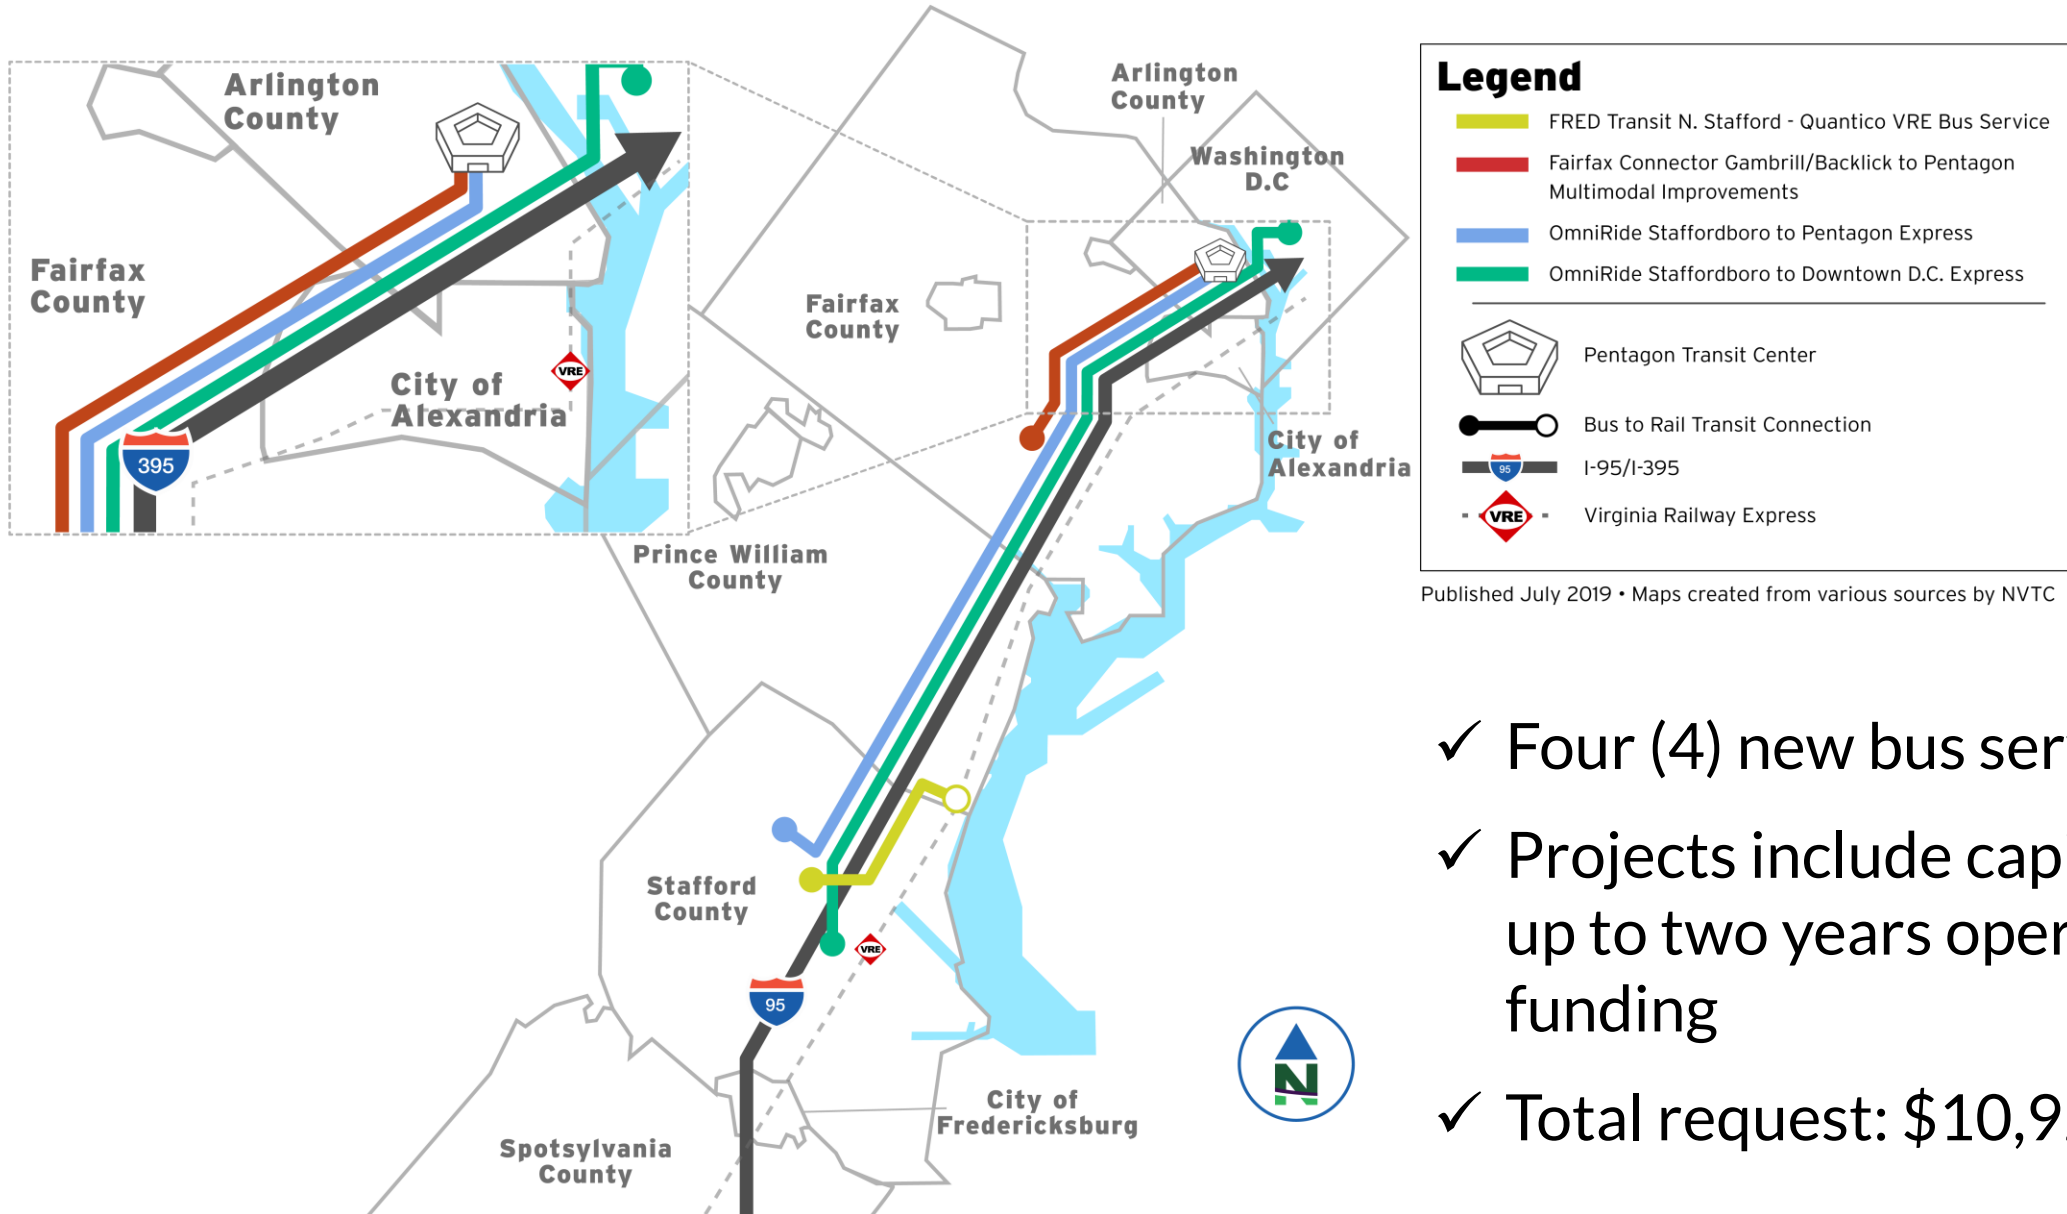 Arlington
County
Fairfax
County
City of
Alexandria
VRE
395
Arlington
County
Washington
D.C
Fairfax
County
City of
Alexandria
Prince William
County
Stafford
County
VRE
95
City of
Fredericksburg
Spotsylvania
County
N
Legend
FRED Transit N. Stafford - Quantico VRE Bus Service
Fairfax Connector Gambrill/Backlick to Pentagon
Multimodal Improvements
OmniRide Staffordboro to Pentagon Express
OmniRide Staffordboro to Downtown D.C. Express
Pentagon Transit Center
Bus to Rail Transit Connection
95
I-95/I-395
VRE
Virginia Railway Express
Published July 2019 • Maps created from various sources by NVTC
✓ Four (4) new bus ser
✓ Projects include cap
up to two years oper
funding
✓ Total request: $10,9